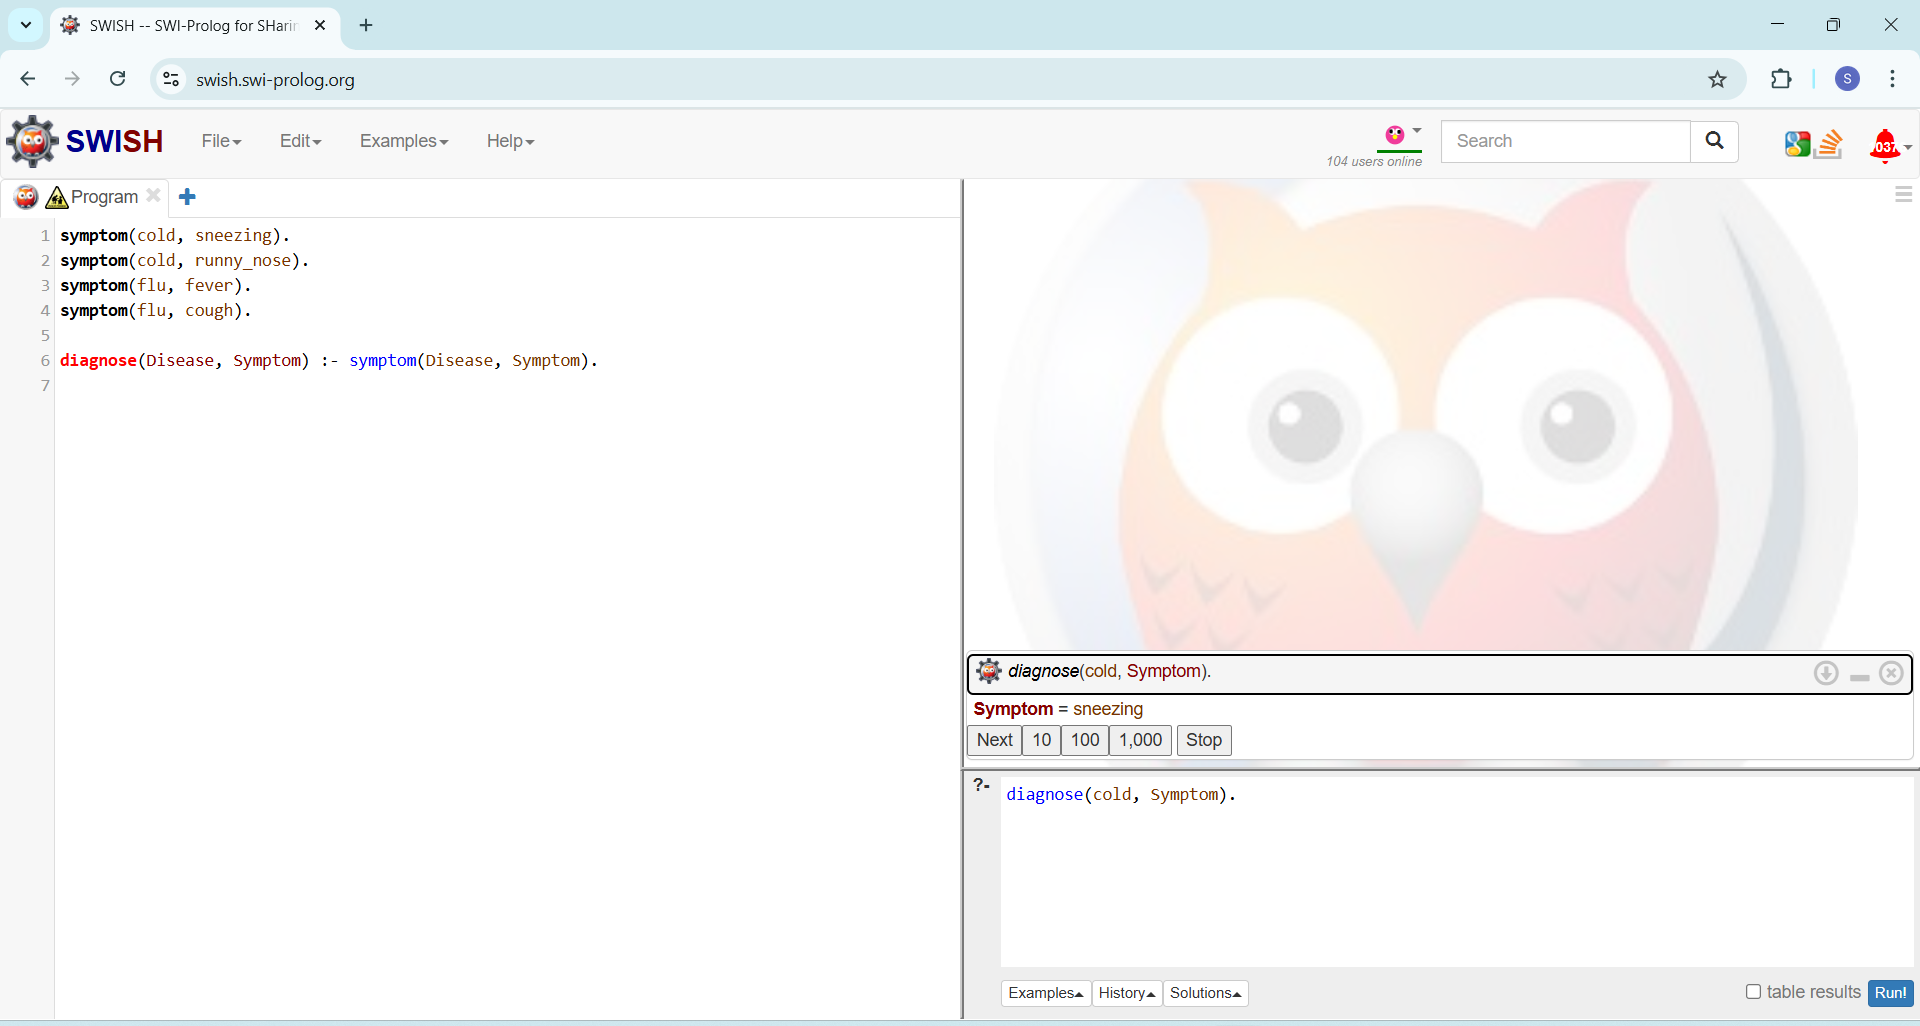 SWISH -- SWI-Prolog for SHarin
swish.swi-prolog.org
S
SWISH
File
Edit
Examples
Help
104 users online
Search
037
Program
1 symptom(cold, sneezing).
2 symptom(cold, runny_nose).
3 symptom(flu, fever).
4 symptom(flu, cough).
5
6 diagnose(Disease, Symptom) :- symptom(Disease, Symptom).
7
diagnose(cold, Symptom).
Symptom = sneezing
Next 10 100 1,000 Stop
?- diagnose(cold, Symptom).
Examples History Solutions
table results Run!